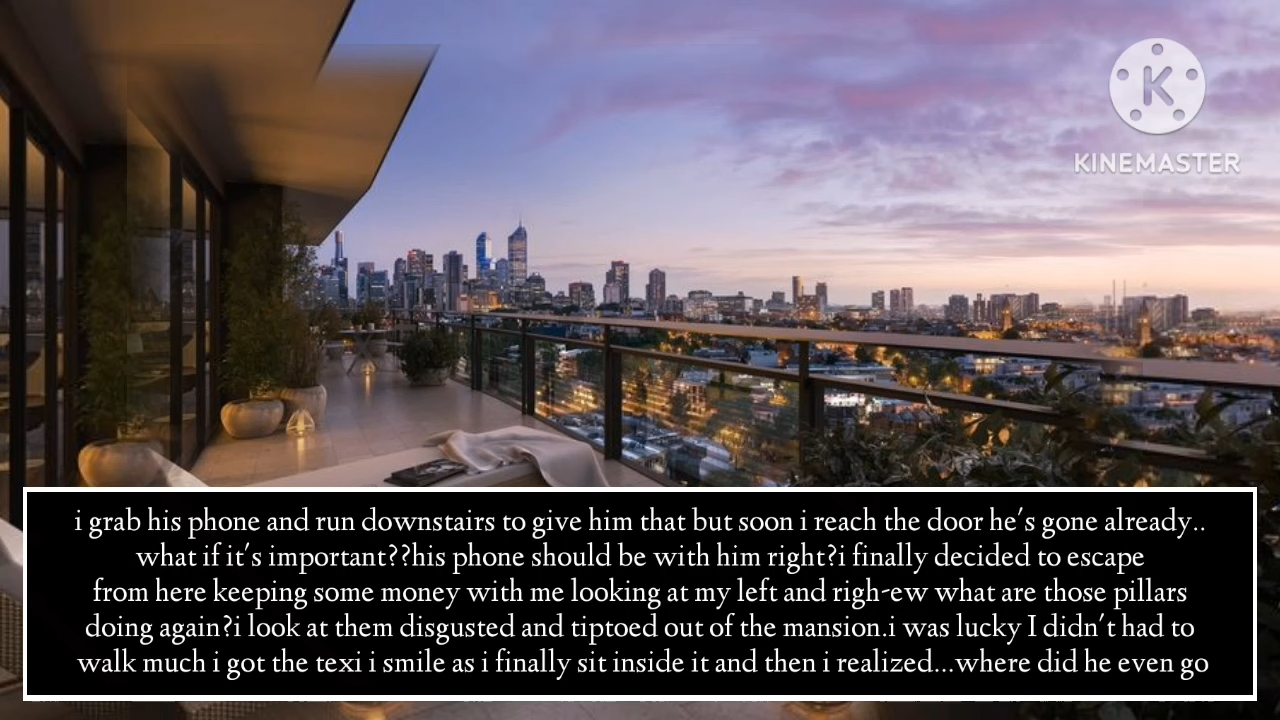 K
KINEMASTER
i grab his phone and run downstairs to give him that but soon i reach the door he's gone already..
what if it's important??his phone should be with him right?i finally decided to escape
from here keeping some money with me looking at my left and righ-ew what are those pillars
doing again?i look at them disgusted and tiptoed out of the mansion.i was lucky I didn't had to
walk much i got the texi i smile as i finally sit inside it and then i realized...where did he even go